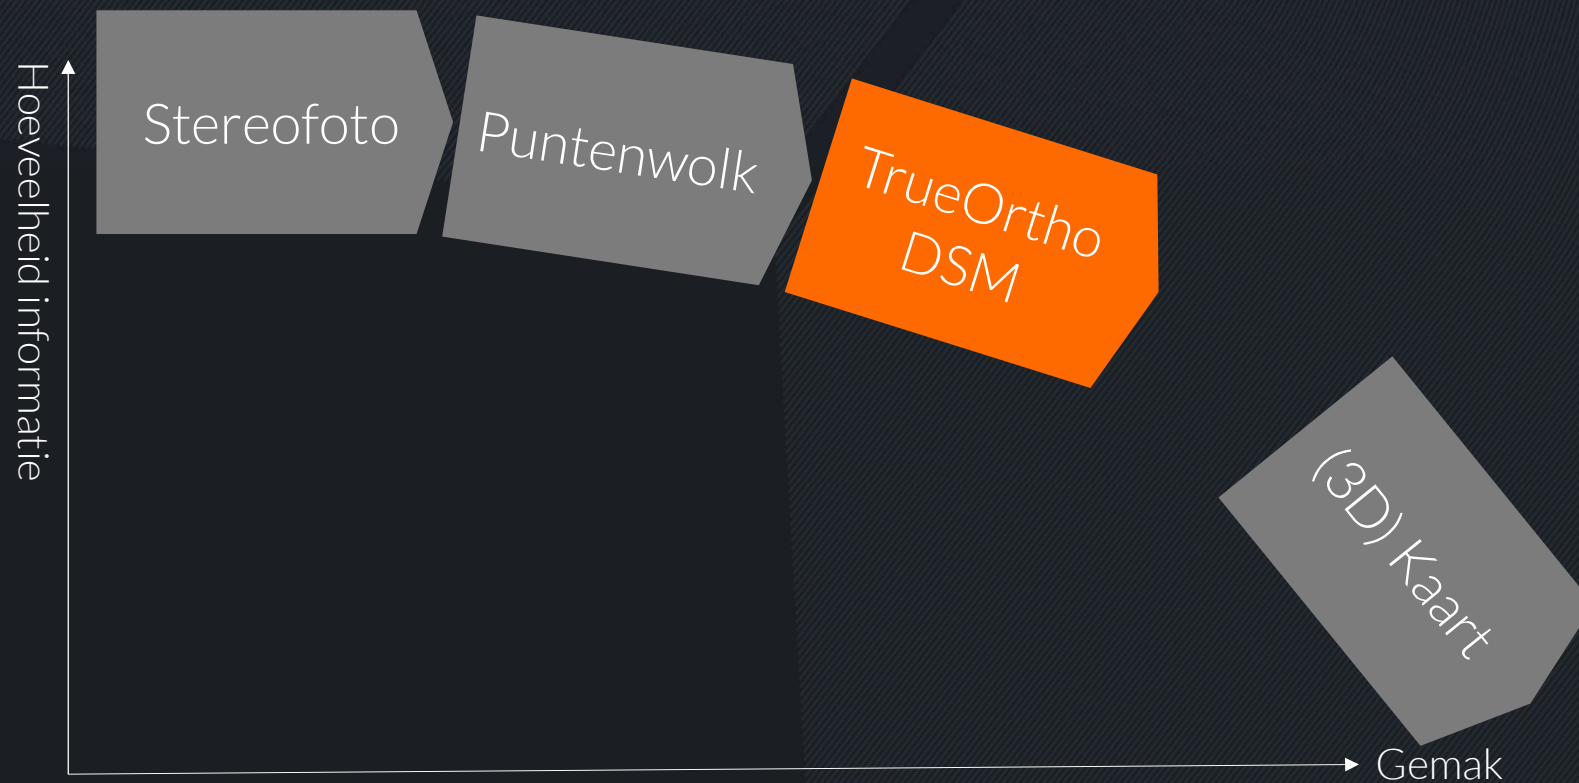 Hoeveelheid informatie
Stereofoto
Puntenwolk
TrueOrtho
DSM
(3D) Kaart
Gemak